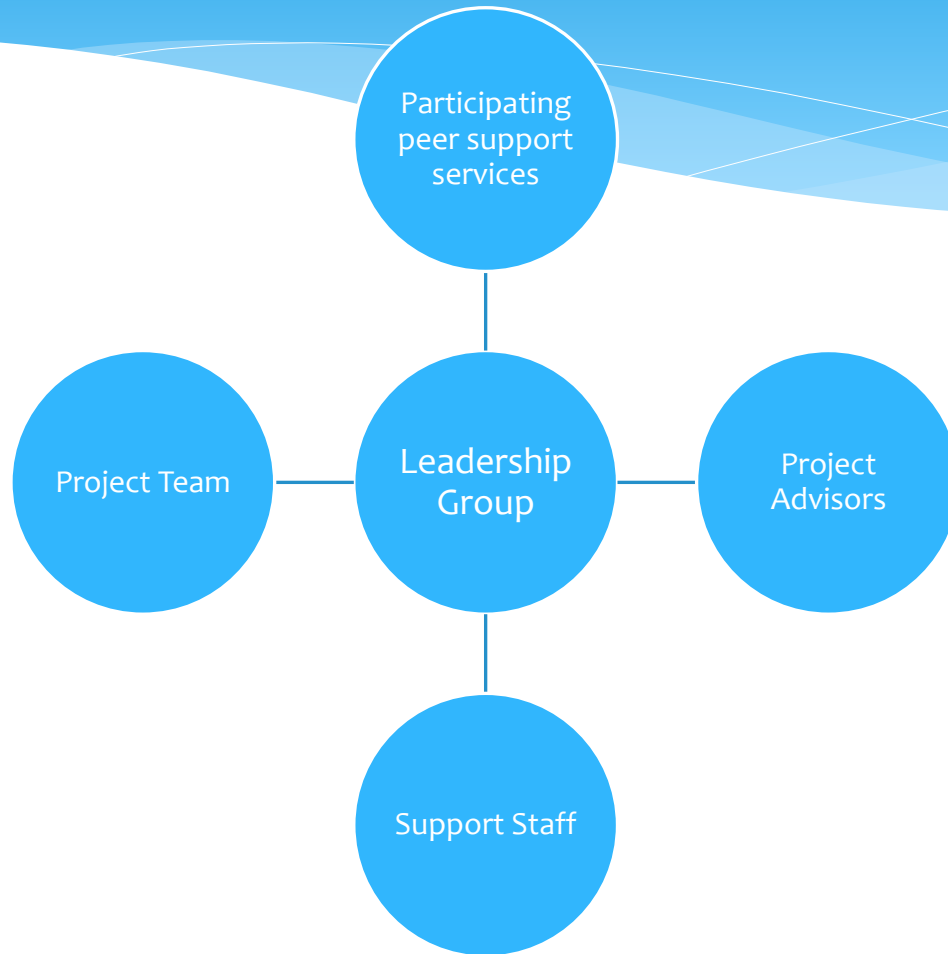 Participating
peer support
services
Project Team
Leadership
Group
Project
Advisors
Support Staff